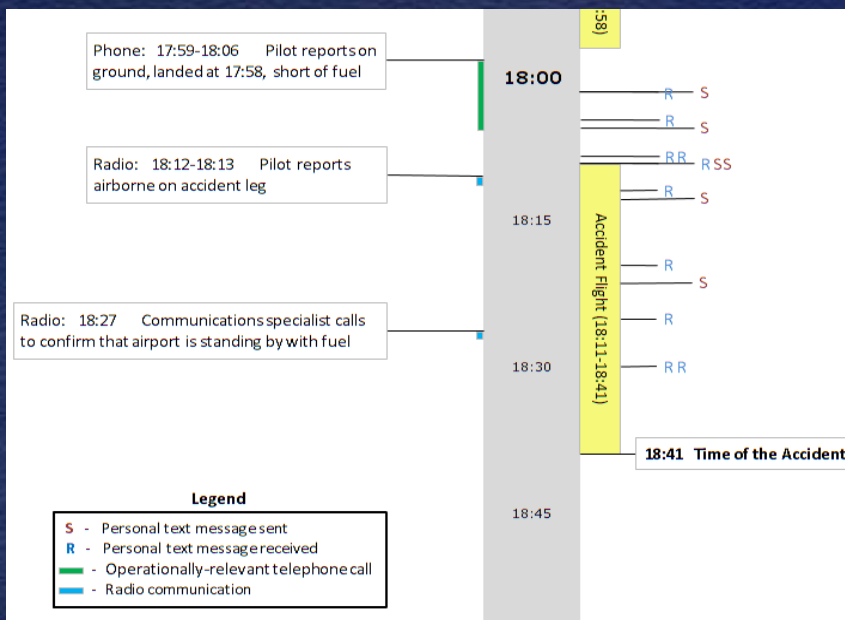 :58)
Phone: 17:59-18:06 Pilot reports on
ground, landed at 17:58, short of fuel
18:00
R S
R
S
R R
R S S
Radio: 18:12-18:13 Pilot reports
airborne on accident leg
R
S
18:15
Accident Flight (18:11-18:41)
R
S
Radio: 18:27 Communications specialist calls
to confirm that airport is standing by with fuel
R
18:30
R R
18:41 Time of the Accident
Legend
18:45
S - Personal text message sent
R - Personal text message received
- Operationally-relevant telephone call
- Radio communication